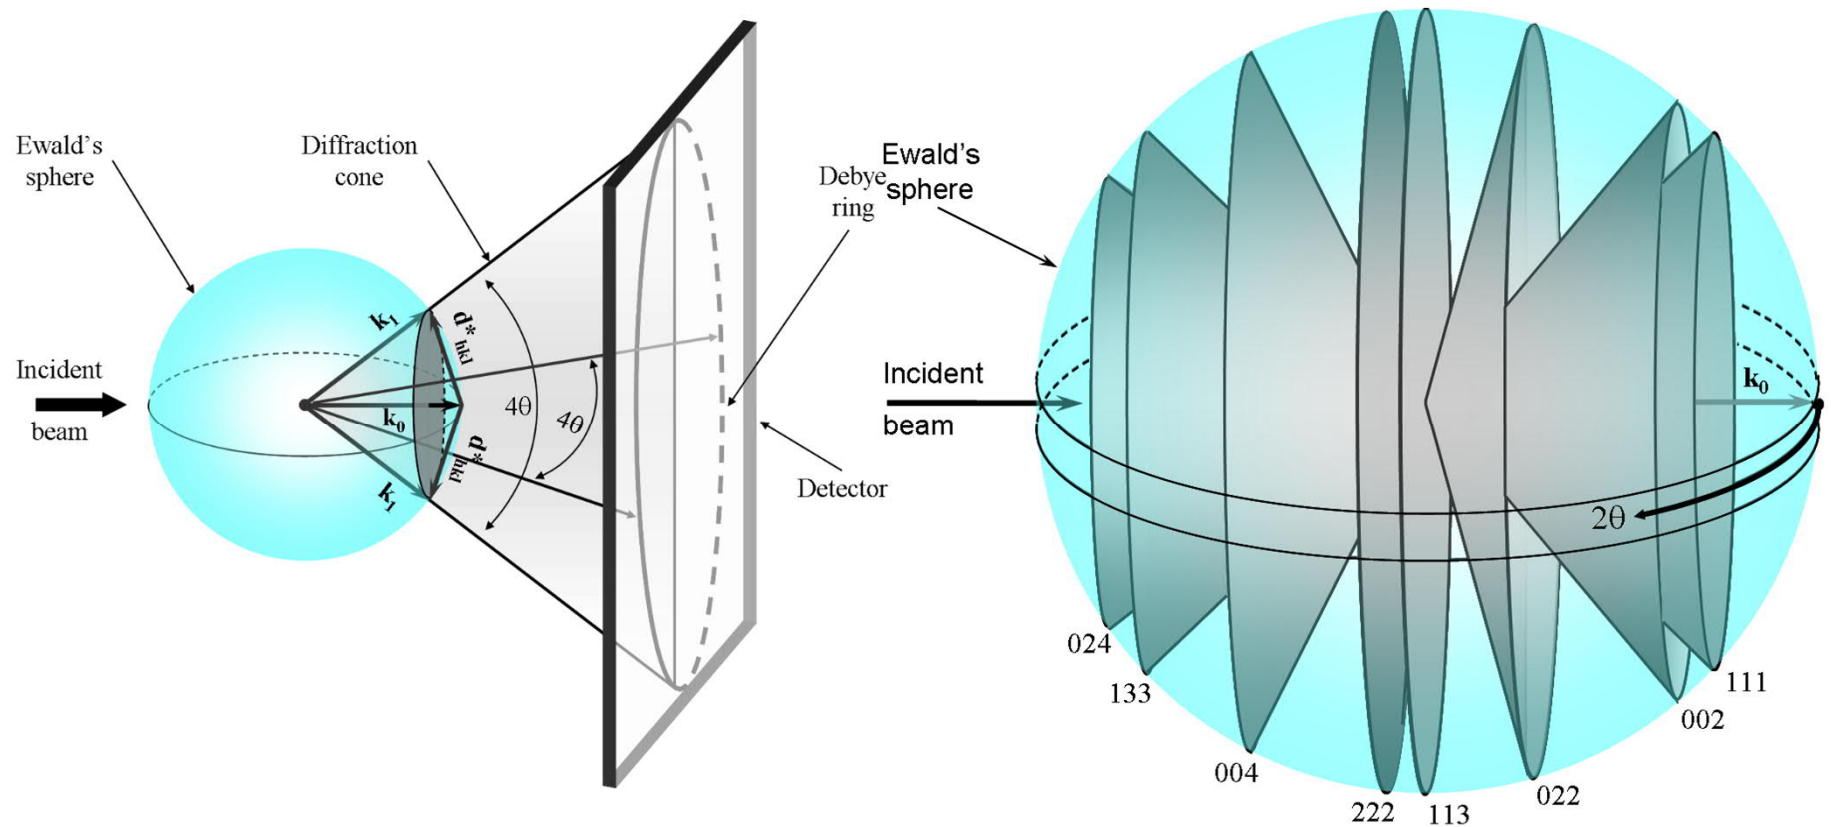 Ewald's
sphere
Diffraction
cone
Incident
beam
k₁
d*hkl
k₀
4θ
4θ
d*hkl
k₁
Debye
ring
Detector
Ewald's
sphere
Incident
beam
k₀
2θ
024
133
004
222
113
022
002
111